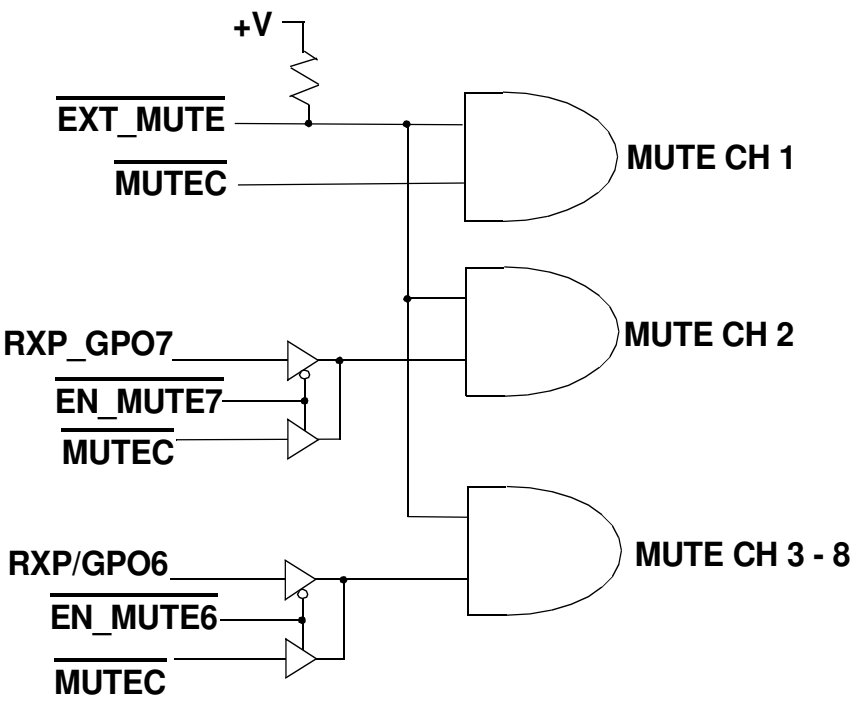 +V
EXT_MUTE
MUTEC
MUTE CH 1
RXP_GPO7
EN_MUTE7
MUTEC
MUTE CH 2
RXP/GPO6
EN_MUTE6
MUTEC
MUTE CH 3 - 8